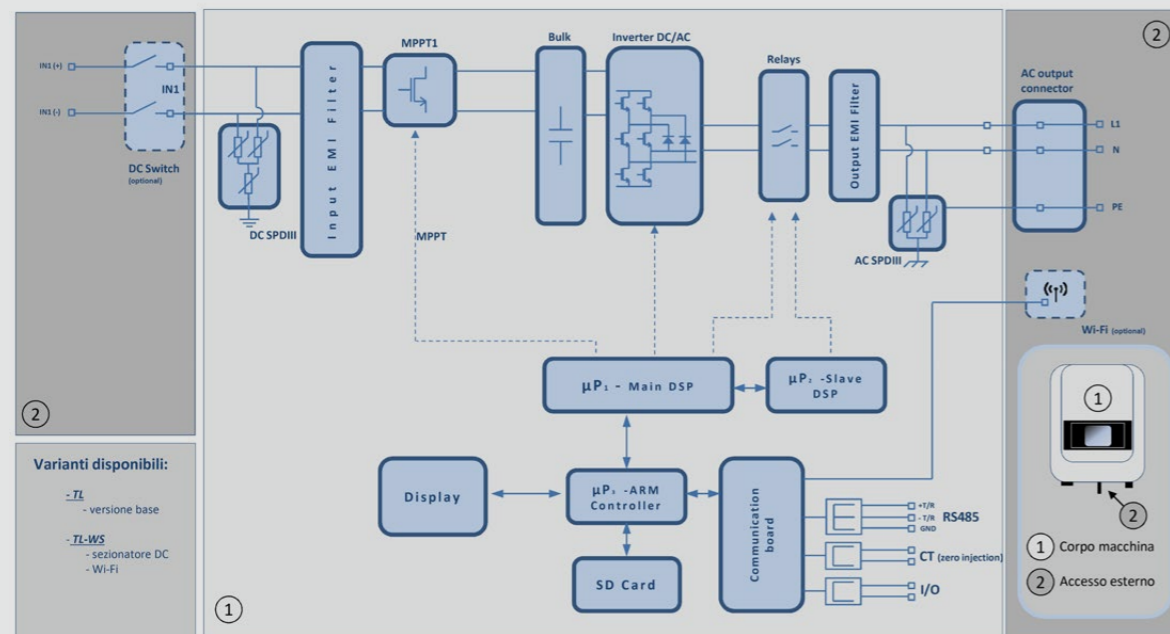 2
IN1 (+)
IN1 (-)
IN1
DC Switch
(optional)
DC SPDIII
Input EMI Filter
MPPT1
MPPT
Bulk
Inverter DC/AC
Relays
Output EMI Filter
AC SPDIII
2
AC output
connector
L1
N
PE
Wi-Fi (optional)
µP1 - Main DSP
µP2 -Slave
DSP
Display
µP3 -ARM
Controller
SD Card
Communication
board
+T/R
- T/R
GND
RS485
CT (zero injection)
I/O
1
Varianti disponibili:
- TL
- versione base
- TL-WS
- sezionatore DC
- Wi-Fi
1
2
1 Corpo macchina
2 Accesso esterno